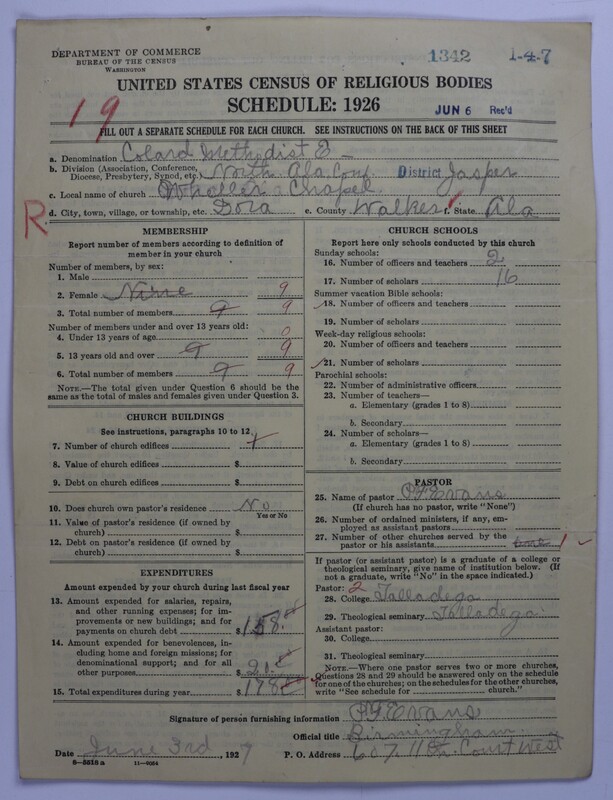 DEPARTMENT OF COMMERCE
BUREAU OF THE CENSUS
WASHINGTON
1342 1-4-7
UNITED STATES CENSUS OF RELIGIOUS BODIES
SCHEDULE: 1926
JUN 6 Rec'd
19
FILL OUT A SEPARATE SCHEDULE FOR EACH CHURCH. SEE INSTRUCTIONS ON THE BACK OF THIS SHEET
a. Denomination Colard Methodist E
b. Division (Association, Conference, Diocese, Presbytery, Synod, etc. North Ala Conf. District Jasper
c. Local name of church Chapel
R
d. City, town, village, or township, etc. Dora e. County Walker f. State Ala
MEMBERSHIP
Report number of members according to definition of member in your church
Number of members, by sex:
1. Male
2. Female Nine 9
3. Total number of members 9 9
Number of members under and over 13 years old:
4. Under 13 years of age 0
5. 13 years old and over 9 9
6. Total number of members 9 9
NOTE.—The total given under Question 6 should be the same as the total of males and females given under Question 3.
CHURCH BUILDINGS
See instructions, paragraphs 10 to 12
7. Number of church edifices
8. Value of church edifices $
9. Debt on church edifices $
10. Does church own pastor's residence? No
Yes or No
11. Value of pastor's residence (if owned by church) $
12. Debt on pastor's residence (if owned by church) $
EXPENDITURES
Amount expended by your church during last fiscal year
13. Amount expended for salaries, repairs, and other running expenses; for improvements or new buildings; and for payments on church debt $ 158.
14. Amount expended for benevolences, including home and foreign missions; for denominational support; and for all other purposes $ 20.
15. Total expenditures during year $ 178
CHURCH SCHOOLS
Report here only schools conducted by this church
Sunday schools:
16. Number of officers and teachers 2
17. Number of scholars 16
Summer vacation Bible schools:
18. Number of officers and teachers
19. Number of scholars
Week-day religious schools:
20. Number of officers and teachers
21. Number of scholars
Parochial schools:
22. Number of administrative officers
23. Number of teachers—
a. Elementary (grades 1 to 8)
b. Secondary
24. Number of scholars—
a. Elementary (grades 1 to 8)
b. Secondary
PASTOR
25. Name of pastor Evans
(If church has no pastor, write "None")
26. Number of ordained ministers, if any, employed as assistant pastors
27. Number of other churches served by the pastor or his assistants 1
If pastor (or assistant pastor) is a graduate of a college or theological seminary, give name of institution below. (If not a graduate, write "No" in the space indicated.)
Pastor: 2
28. College Talladega
29. Theological seminary Talladega
Assistant pastor:
30. College
31. Theological seminary
NOTE.—Where one pastor serves two or more churches, Questions 28 and 29 should be answered only on the schedule for one of the churches; on the schedules for the other churches, write "See schedule for church."
Signature of person furnishing information Evans
Official title Birmingham
Date June 3rd, 1927 P. O. Address 607 11th Court West
8—5518 a 11—9054